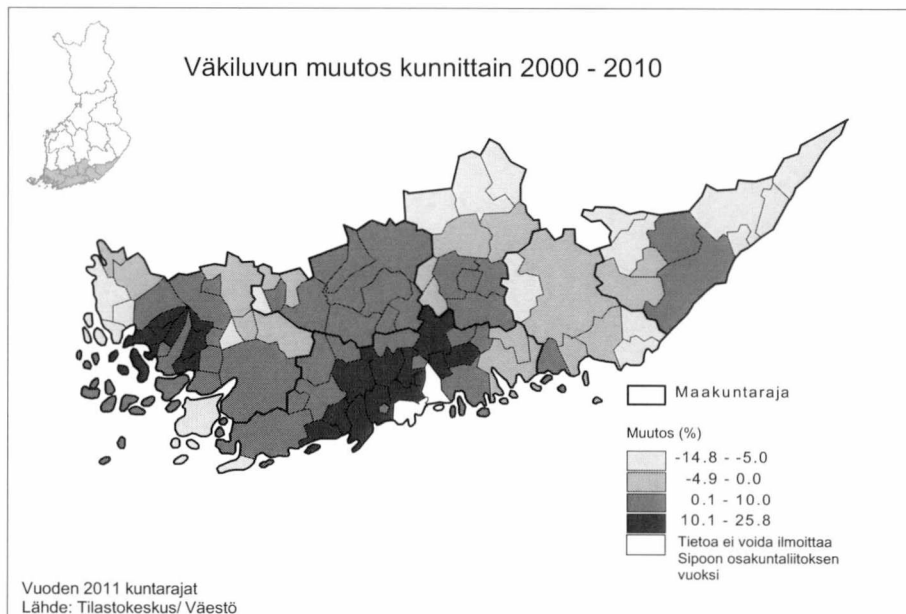 Väkiluvun muutos kunnittain 2000 - 2010
Maakuntaraja
Muutos (%)
-14.8 - -5.0
-4.9 - 0.0
0.1 - 10.0
10.1 - 25.8
Tietoa ei voida ilmoittaa
Sipoon osakuntaliitoksen
vuoksi
Vuoden 2011 kuntarajat
Lähde: Tilastokeskus/ Väestö